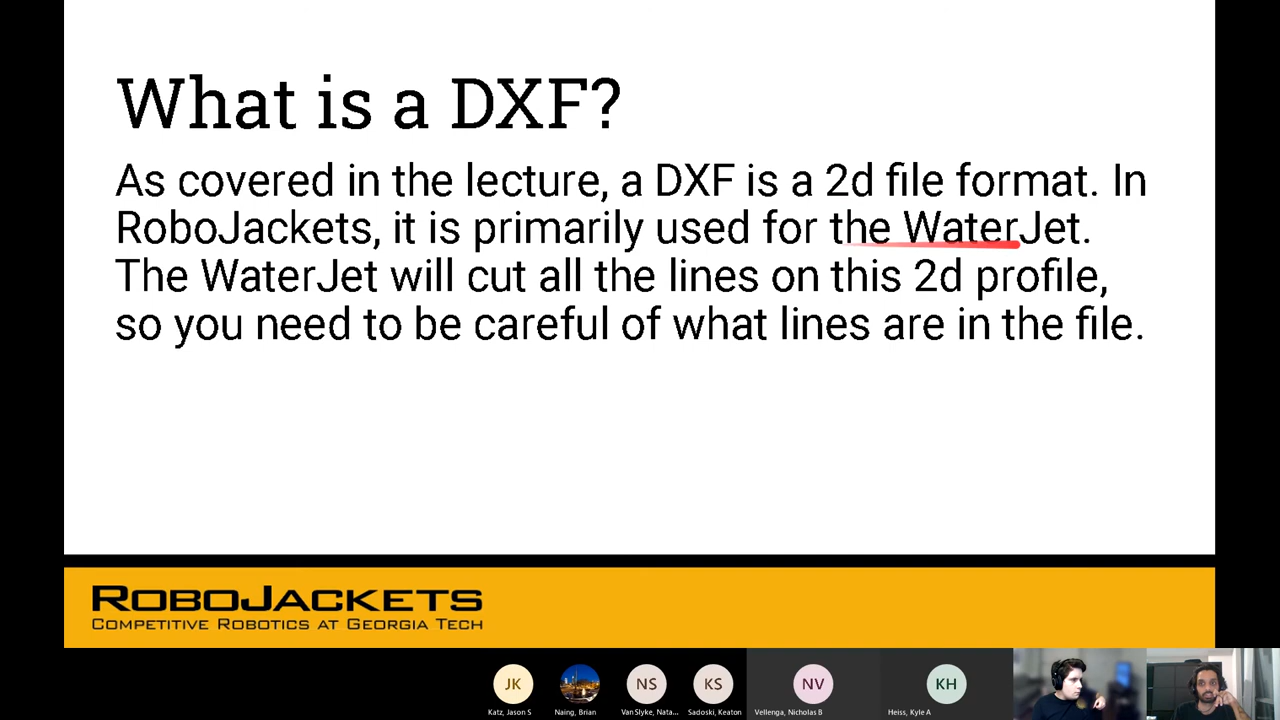 What is a DXF?
As covered in the lecture, a DXF is a 2d file format. In
RoboJackets, it is primarily used for the WaterJet.
The WaterJet will cut all the lines on this 2d profile,
so you need to be careful of what lines are in the file.
ROBOJACKETS
COMPETITIVE ROBOTICS AT GEORGIA TECH
JK NS KS NV KH
Katz, Jason S Naing, Brian Van Slyke, Nata... Sadoski, Keaton Vellenga, Nicholas B Heiss, Kyle A